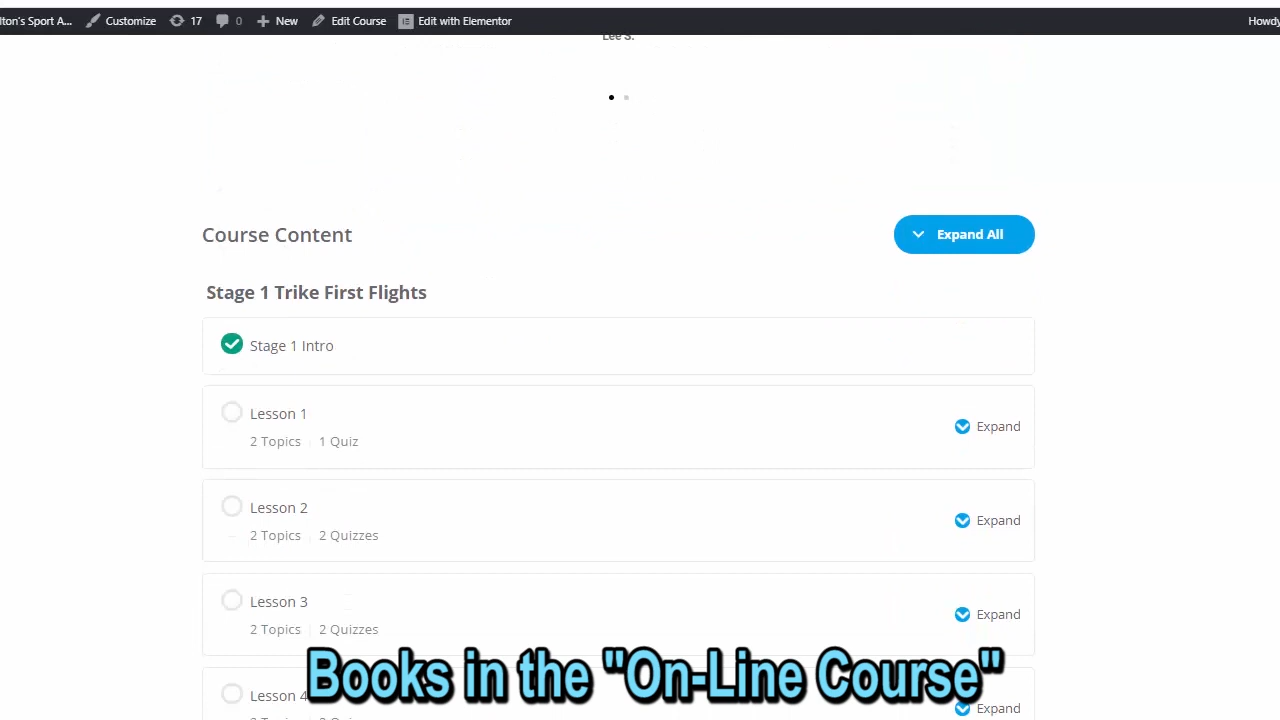 lton's Sport A... Customize 17 0 New Edit Course Edit with Elementor Howdy
Lee S.
Course Content
Expand All
Stage 1 Trike First Flights
Stage 1 Intro
Lesson 1
2 Topics 1 Quiz
Expand
Lesson 2
2 Topics 2 Quizzes
Expand
Lesson 3
2 Topics 2 Quizzes
Expand
Lesson 4
Expand
Books in the "On-Line Course"